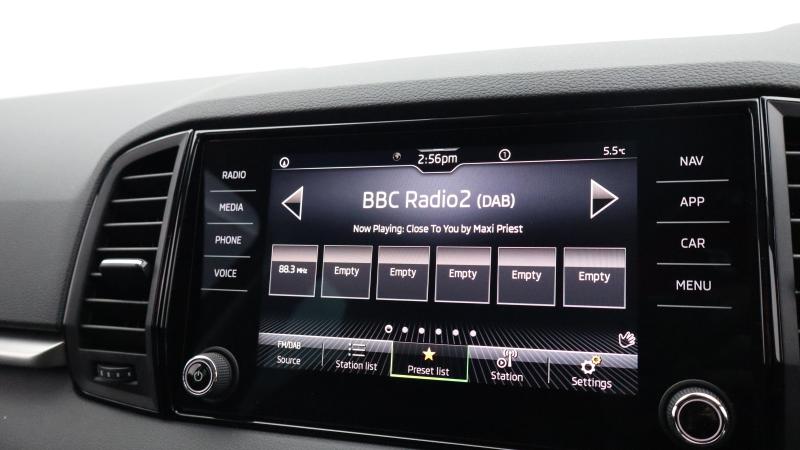 2:56pm
1
5.5°C
RADIO
MEDIA
PHONE
VOICE
BBC Radio2 (DAB)
Now Playing: Close To You by Maxi Priest
88.3 MHz Empty Empty Empty Empty Empty
FM/DAB
Source
Station list
Preset list
Station
Settings
NAV
APP
CAR
MENU